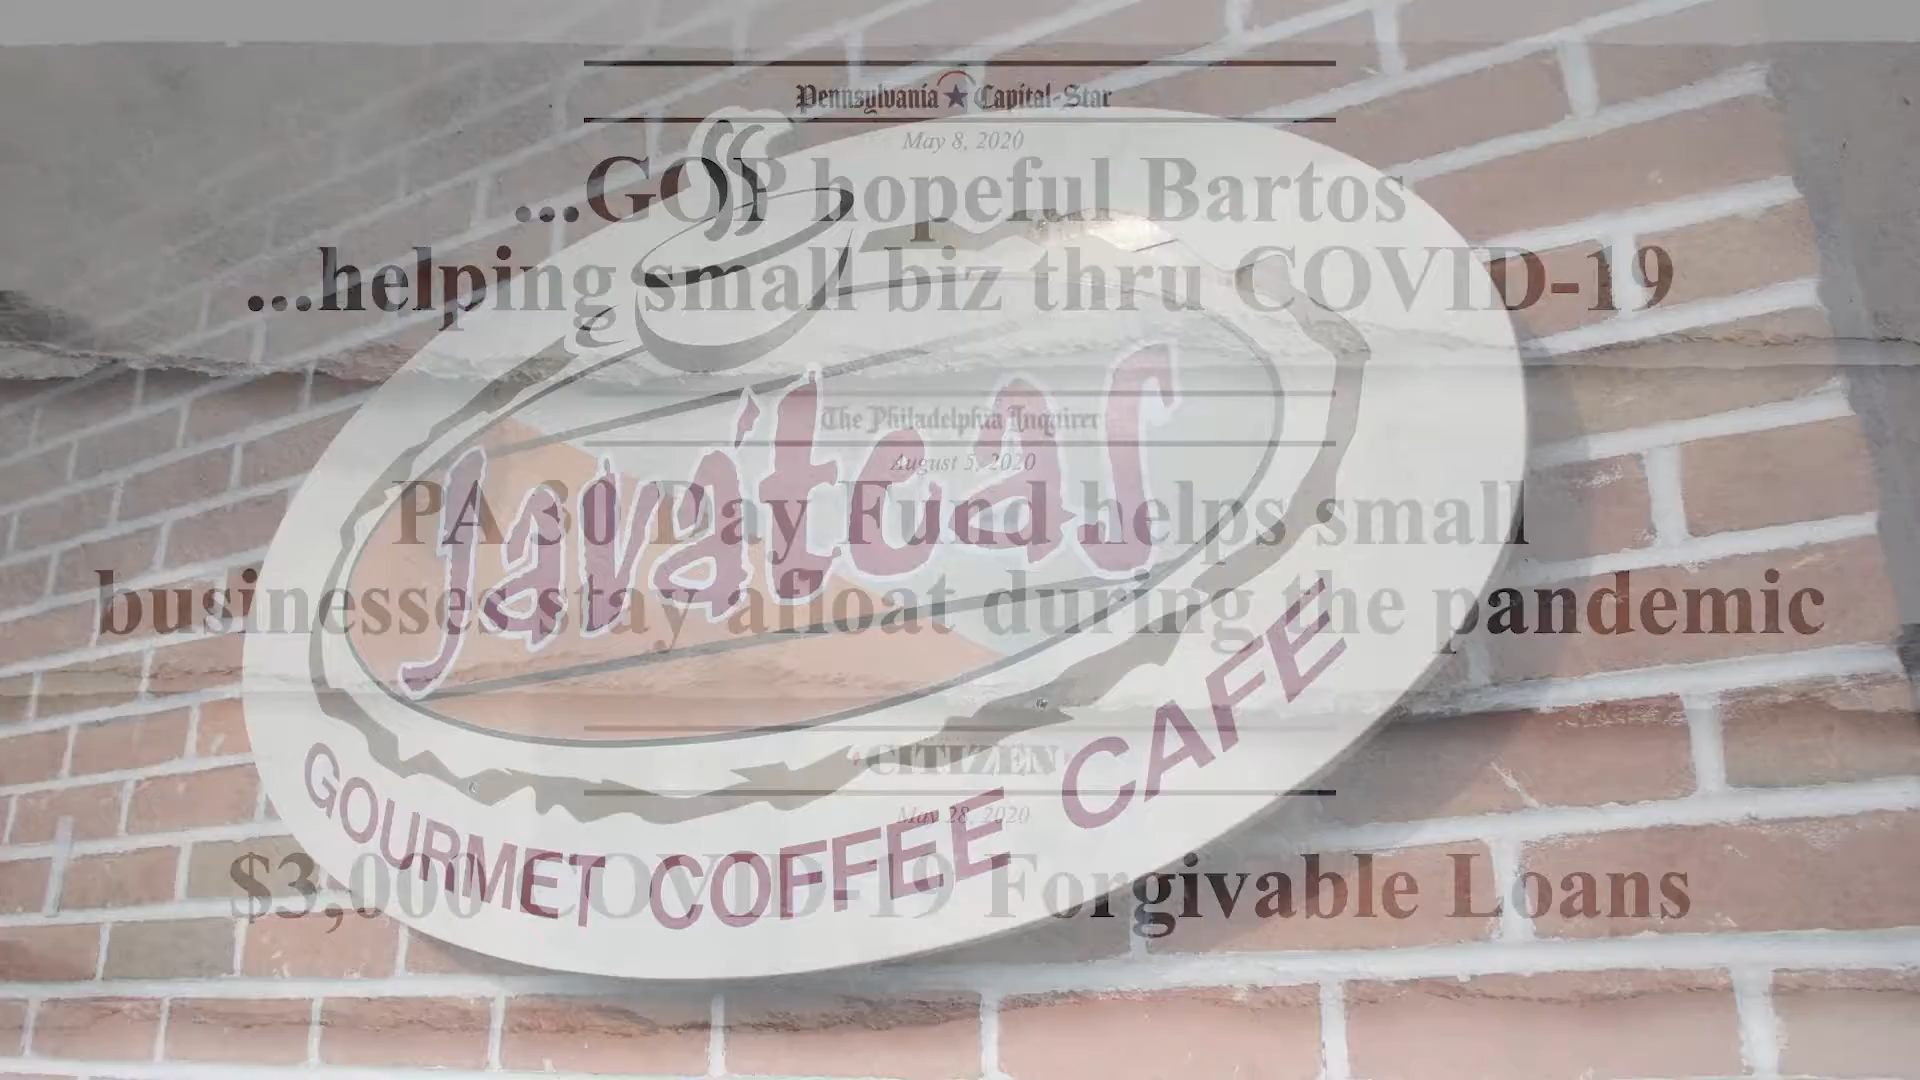 Pennsylvania Capital-Star
May 8, 2020
...GOP hopeful Bartos
...helping small biz thru COVID-19
The Philadelphia Inquirer
August 5, 2020
PA 30 Day Fund helps small
businesses stay afloat during the pandemic
CITIZEN
May 28, 2020
$3,000 COVID-19 Forgivable Loans
Javateas
GOURMET COFFEE CAFE